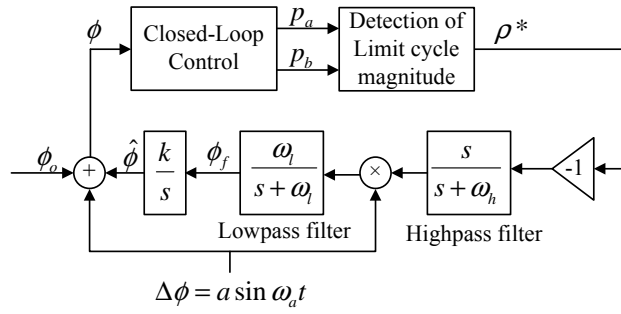 ϕ
Closed-Loop
Control
p_a
p_b
Detection of
Limit cycle
magnitude
ρ*
ϕ_o
+
ϕ̂
k/s
ϕ_f
ω_l/(s + ω_l)
×
s/(s + ω_h)
-1
Lowpass filter
Highpass filter
Δϕ = a sin ω_a t